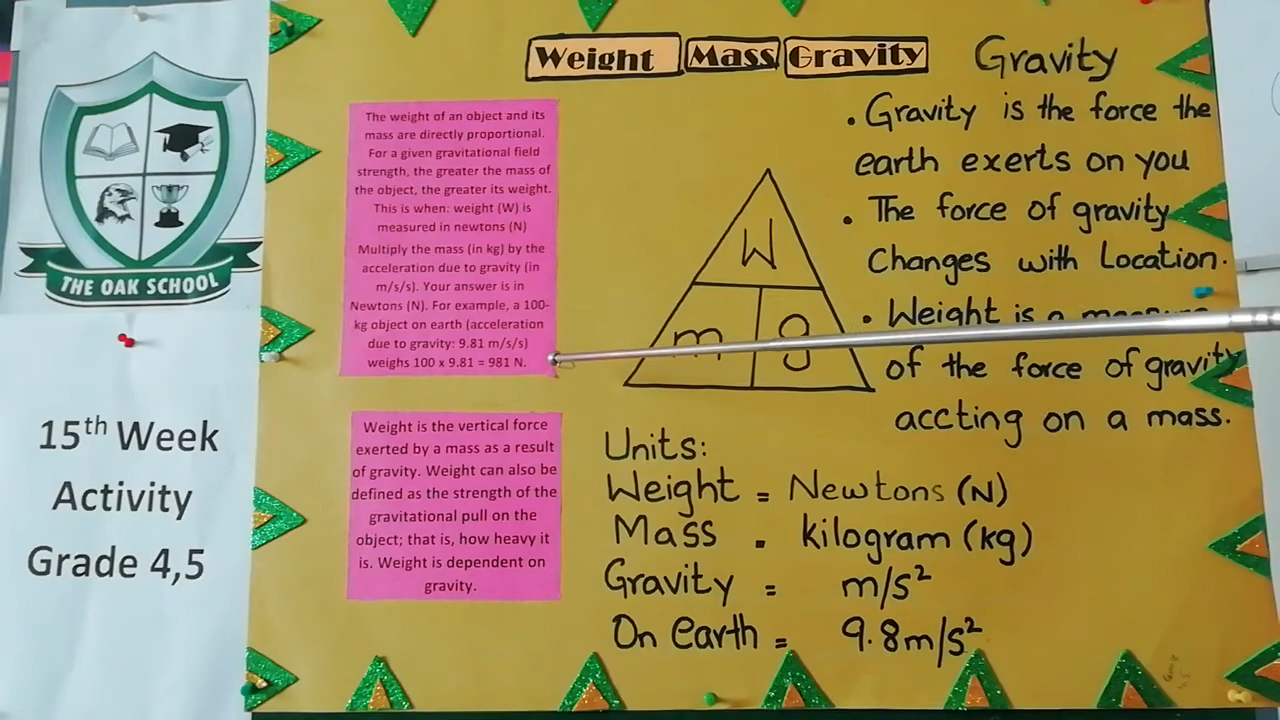 THE OAK SCHOOL
15th Week
Activity
Grade 4,5
Weight Mass Gravity
The weight of an object and its
mass are directly proportional.
For a given gravitational field
strength, the greater the mass of
the object, the greater its weight.
This is when: weight (W) is
measured in newtons (N)
Multiply the mass (in kg) by the
acceleration due to gravity (in
m/s/s). Your answer is in
Newtons (N). For example, a 100-
kg object on earth (acceleration
due to gravity: 9.81 m/s/s)
weighs 100 x 9.81 = 981 N.
Weight is the vertical force
exerted by a mass as a result
of gravity. Weight can also be
defined as the strength of the
gravitational pull on the
object; that is, how heavy it
is. Weight is dependent on
gravity.
W
m g
Gravity
• Gravity is the force the
earth exerts on you
• The force of gravity
Changes with Location.
• Weight is a measure
of the force of gravity
accting on a mass.
Units:
Weight = Newtons (N)
Mass = kilogram (kg)
Gravity = m/s²
On earth = 9.8m/s²